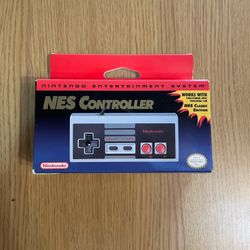 NINTENDO ENTERTAINMENT SYSTEM
NES CONTROLLER
WORKS WITH
NES CLASSIC
EDITION
Nintendo
Nintendo